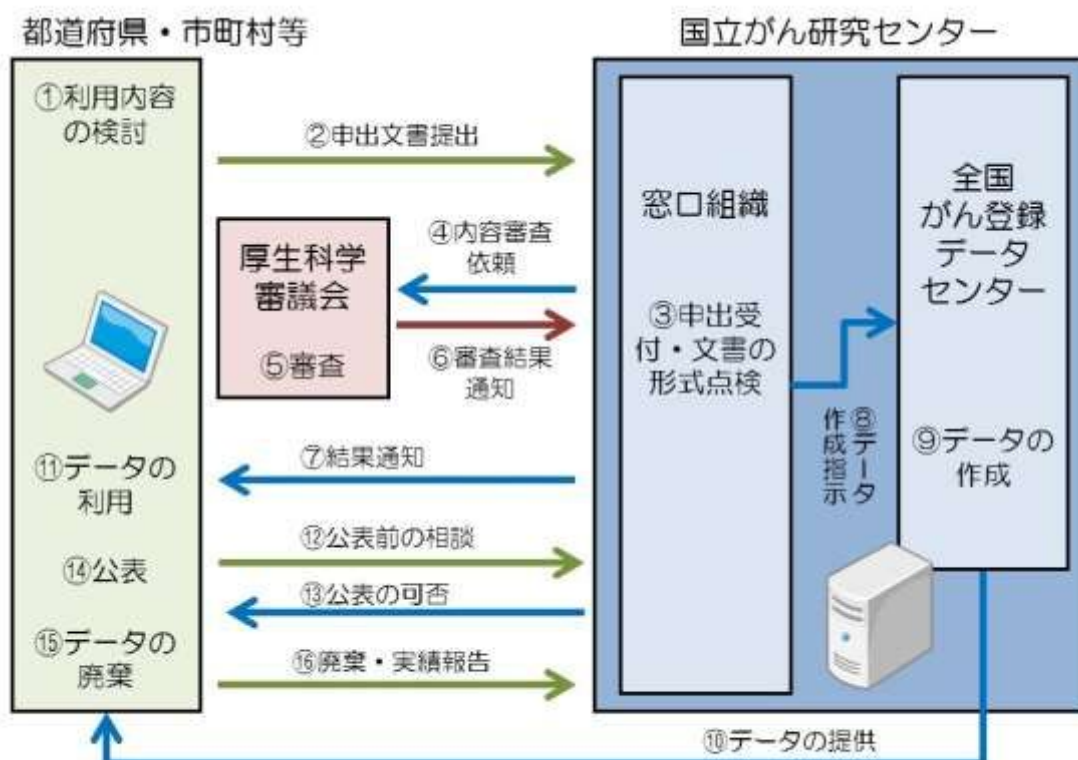 都道府県・市町村等
国立がん研究センター
①利用内容
の検討
②申出文書提出
窓口組織
全国
がん登録
データ
センター
厚生科学
審議会
⑤審査
④内容審査
依頼
③申出受
付・文書の
形式点検
⑥審査結果
通知
⑧データ
作成指示
⑨データの
作成
⑦結果通知
⑪データの
利用
⑫公表前の相談
⑭公表
⑬公表の可否
⑮データの
廃棄
⑯廃棄・実績報告
⑩データの提供